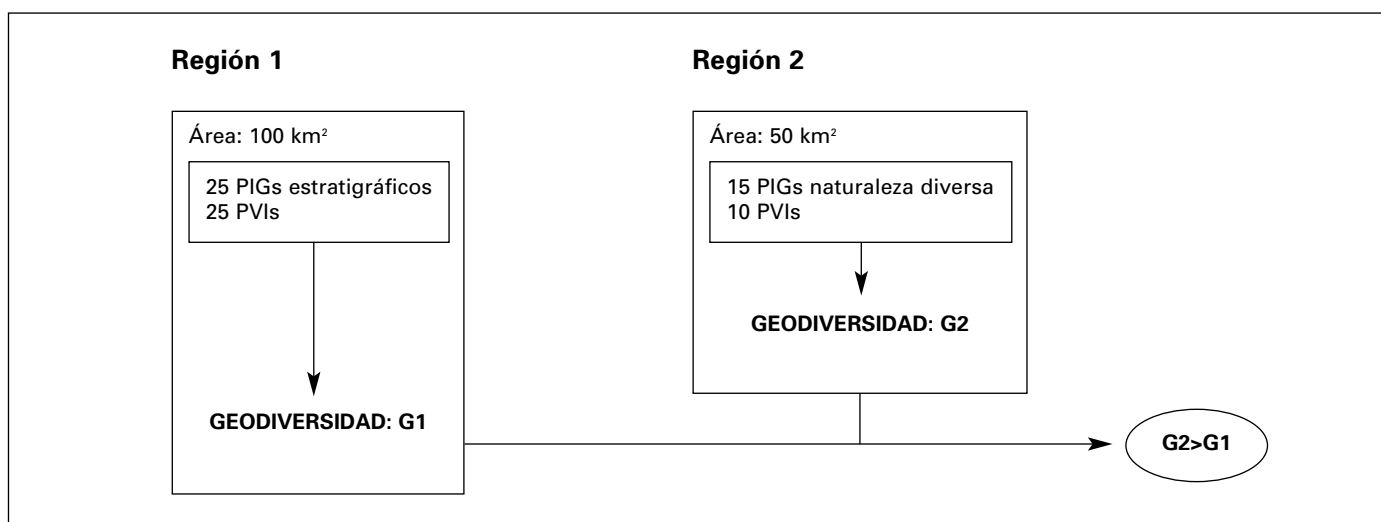 Región 1
Región 2
Área: 100 km²
25 PIGs estratigráficos
25 PVIs
GEODIVERSIDAD: G1
Área: 50 km²
15 PIGs naturaleza diversa
10 PVIs
GEODIVERSIDAD: G2
G2>G1